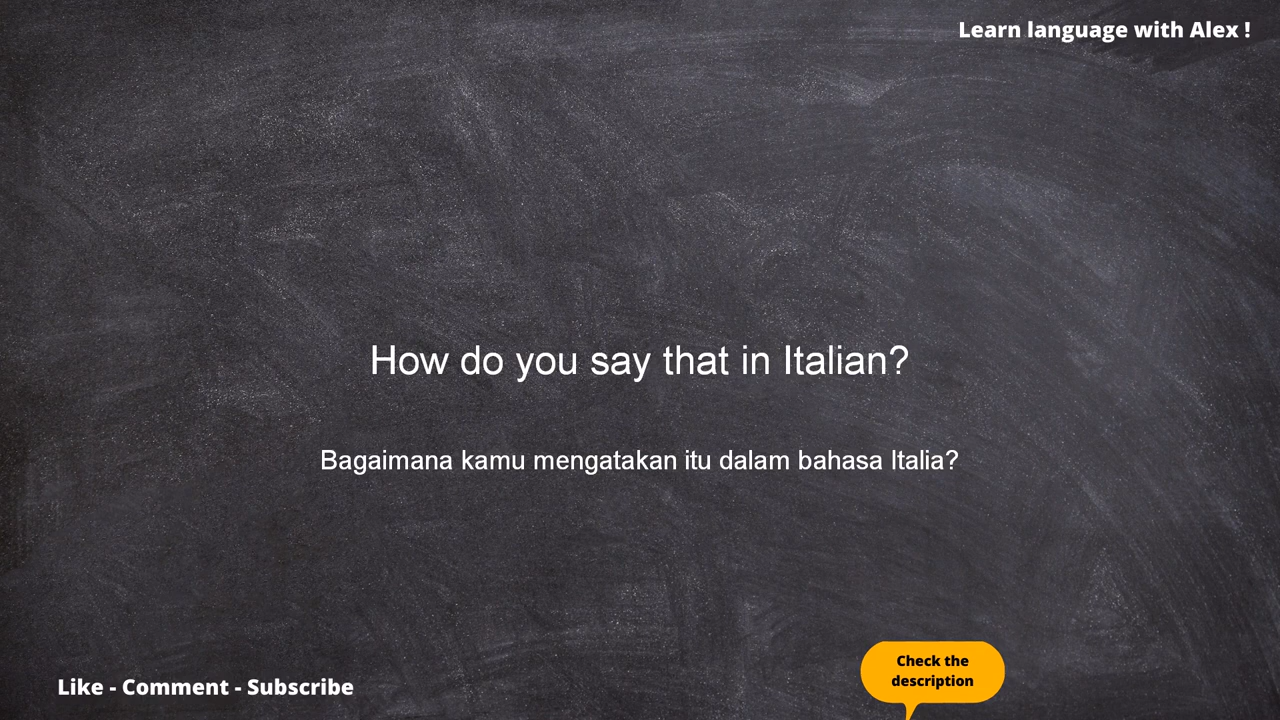 Learn language with Alex !
How do you say that in Italian?
Bagaimana kamu mengatakan itu dalam bahasa Italia?
Check the
description
Like - Comment - Subscribe